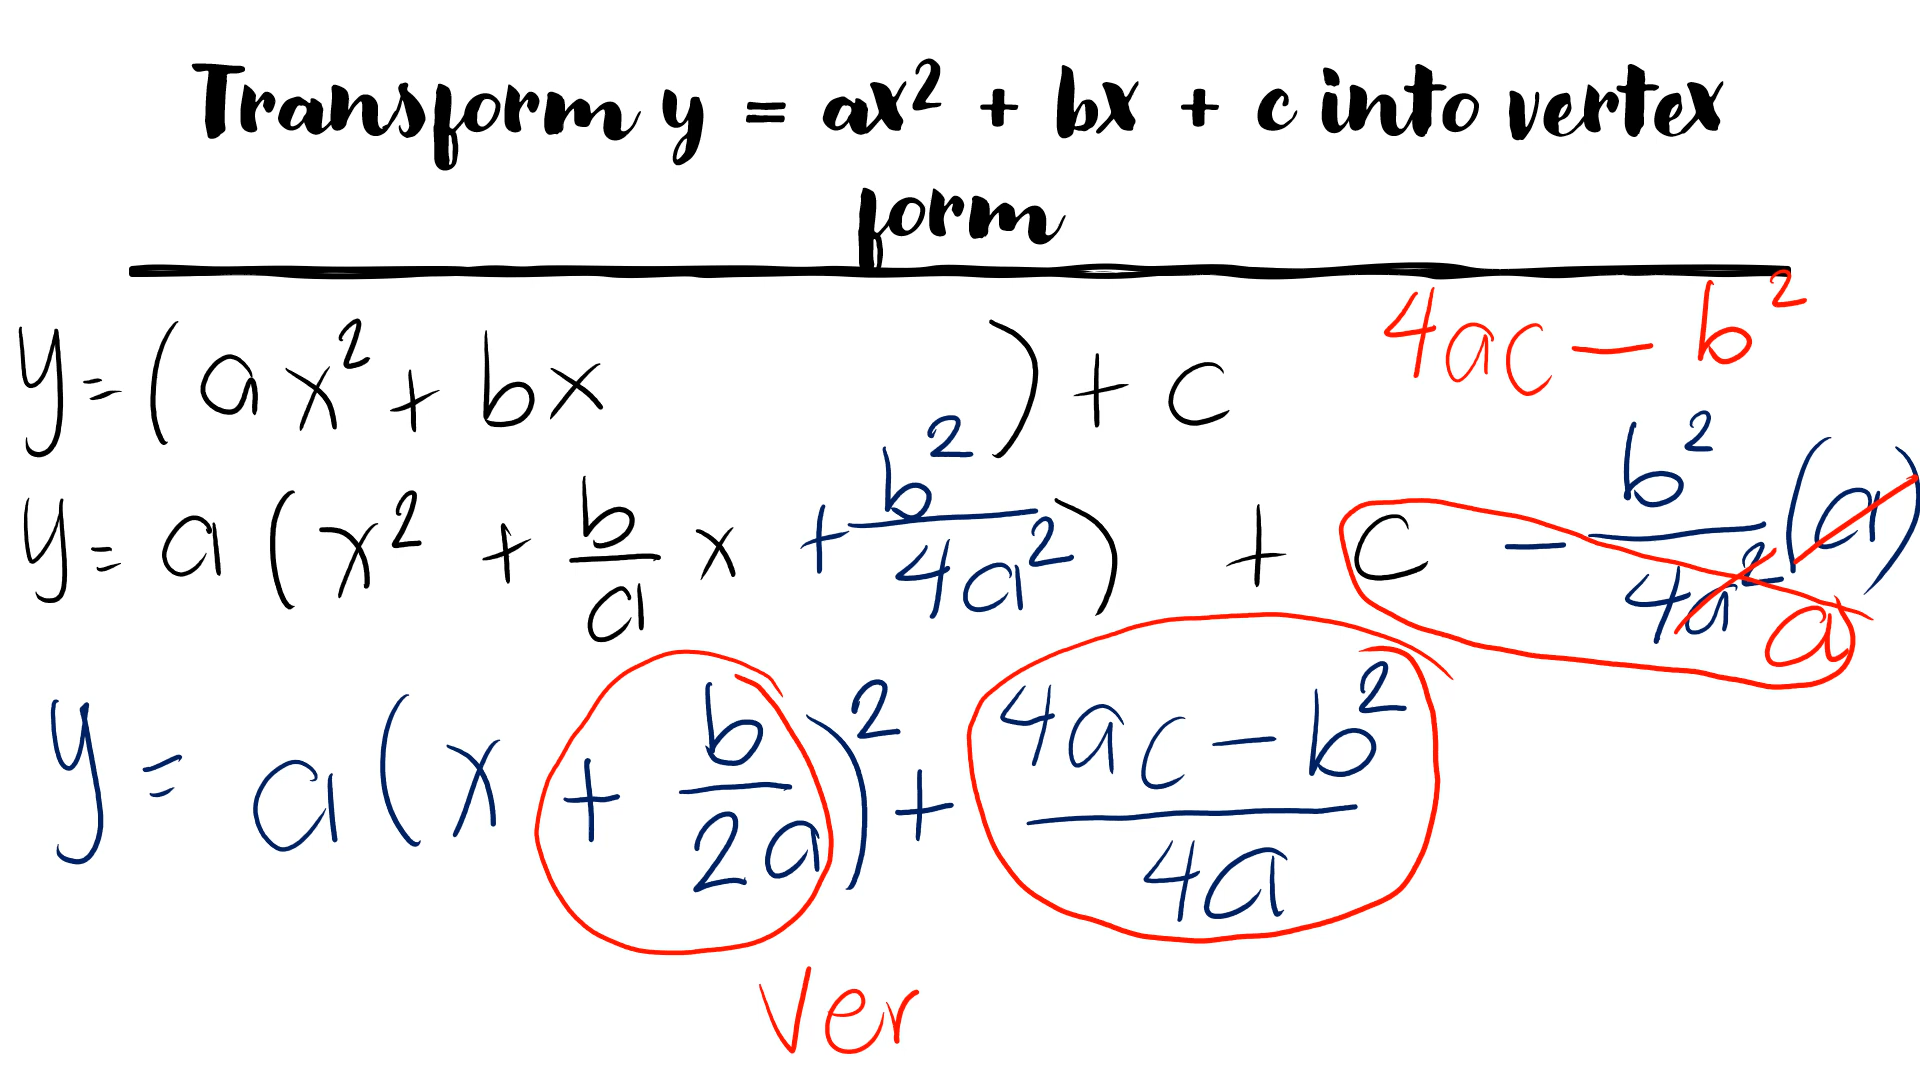 Transform y = ax² + bx + c into vertex
form
4ac - b²
y = (ax² + bx ) + c
y = a (x² + b/a x + b²/4a²) + c - b²/4a² (a)
a
y = a(x + b/2a)² + (4ac - b²)/4a
Ver